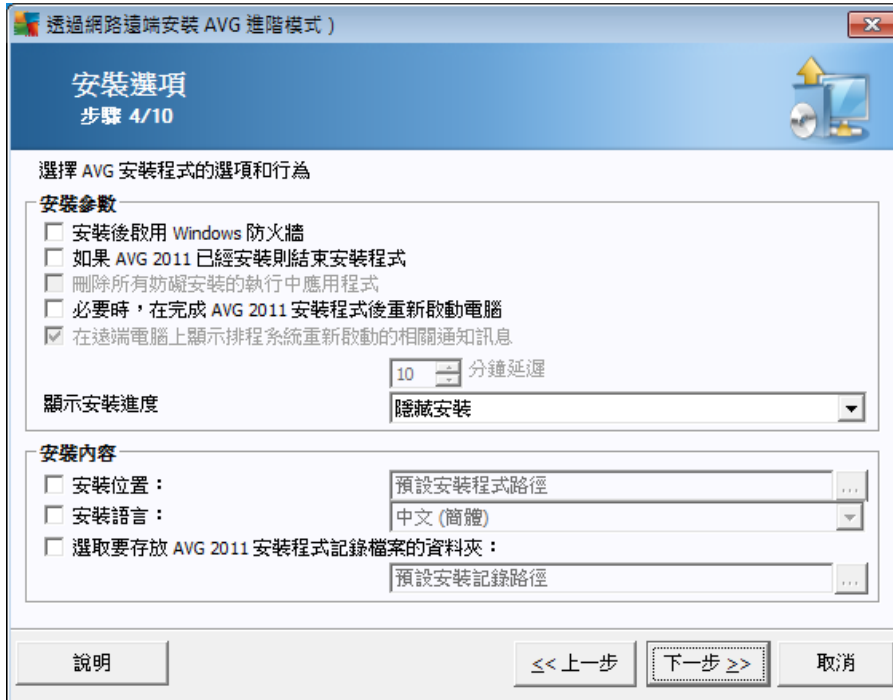 透過網路遠端安裝 AVG 進階模式 )
安裝選項
步驟 4/10
選擇 AVG 安裝程式的選項和行為
安裝參數
安裝後啟用 Windows 防火牆
如果 AVG 2011 已經安裝則結束安裝程式
刪除所有妨礙安裝的執行中應用程式
必要時，在完成 AVG 2011 安裝程式後重新啟動電腦
在遠端電腦上顯示排程系統重新啟動的相關通知訊息
10 分鐘延遲
顯示安裝進度 隱藏安裝
安裝內容
安裝位置： 預設安裝程式路徑 ...
安裝語言： 中文 (簡體)
選取要存放 AVG 2011 安裝程式記錄檔案的資料夾：
預設安裝記錄路徑 ...
說明 << 上一步 下一步 >> 取消